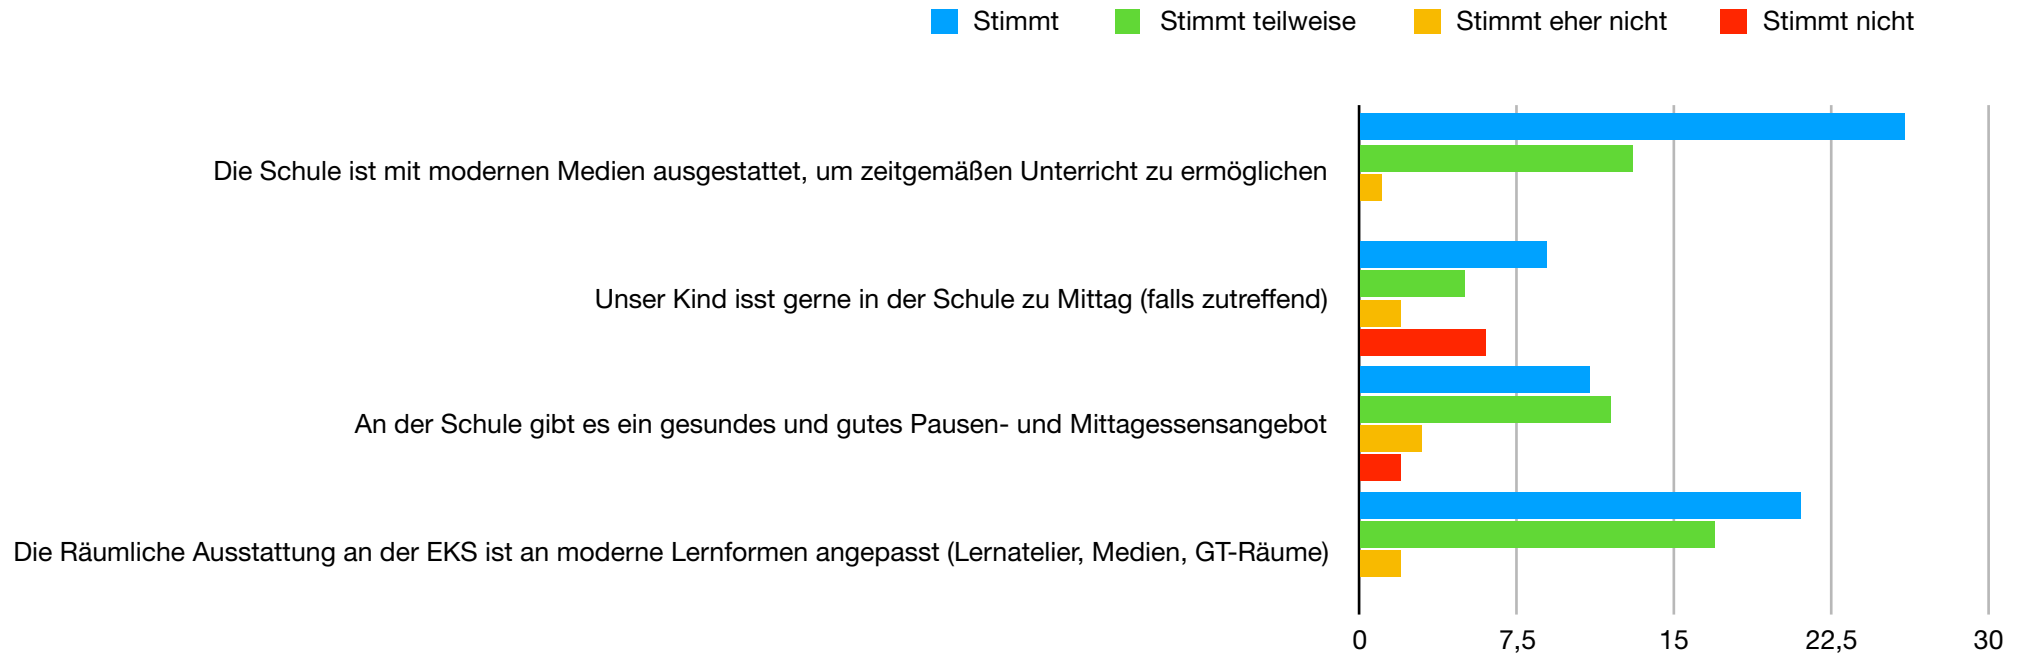 Stimmt Stimmt teilweise Stimmt eher nicht Stimmt nicht
Die Schule ist mit modernen Medien ausgestattet, um zeitgemäßen Unterricht zu ermöglichen
Unser Kind isst gerne in der Schule zu Mittag (falls zutreffend)
An der Schule gibt es ein gesundes und gutes Pausen- und Mittagessensangebot
Die Räumliche Ausstattung an der EKS ist an moderne Lernformen angepasst (Lernatelier, Medien, GT-Räume)
0 7,5 15 22,5 30